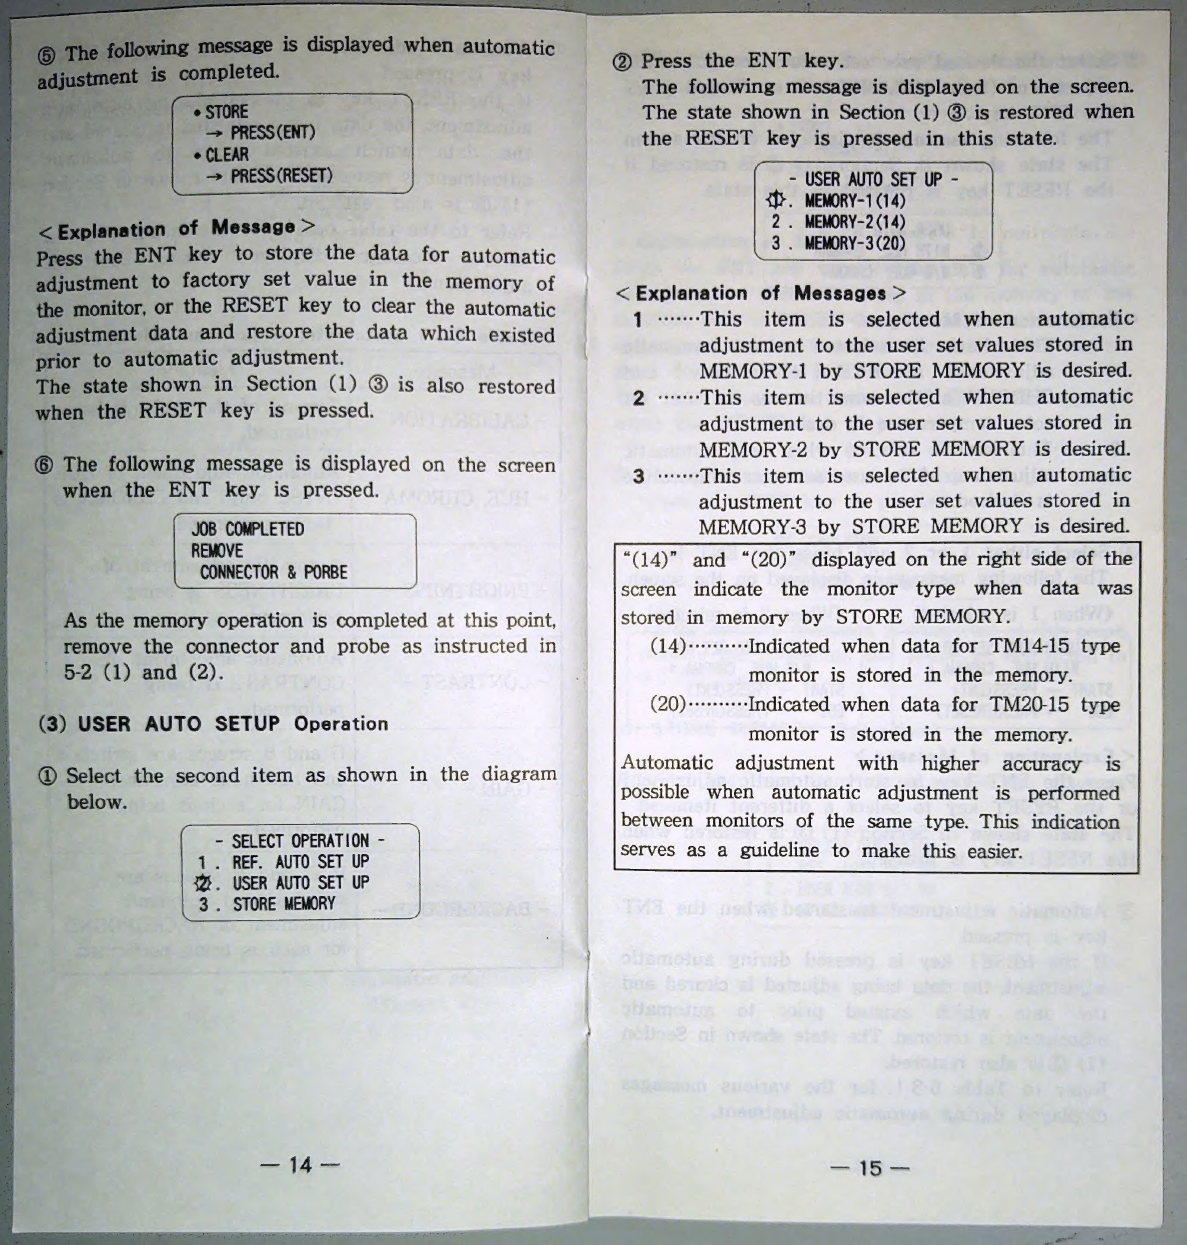 ⑤ The following message is displayed when automatic
adjustment is completed.
• STORE
→ PRESS(ENT)
• CLEAR
→ PRESS(RESET)
<Explanation of Message>
Press the ENT key to store the data for automatic
adjustment to factory set value in the memory of
the monitor, or the RESET key to clear the automatic
adjustment data and restore the data which existed
prior to automatic adjustment.
The state shown in Section (1) ③ is also restored
when the RESET key is pressed.
⑥ The following message is displayed on the screen
when the ENT key is pressed.
JOB COMPLETED
REMOVE
CONNECTOR & PORBE
As the memory operation is completed at this point,
remove the connector and probe as instructed in
5-2 (1) and (2).
(3) USER AUTO SETUP Operation
① Select the second item as shown in the diagram
below.
- SELECT OPERATION -
1. REF. AUTO SET UP
2. USER AUTO SET UP
3. STORE MEMORY
— 14 —
② Press the ENT key.
The following message is displayed on the screen.
The state shown in Section (1) ③ is restored when
the RESET key is pressed in this state.
- USER AUTO SET UP -
1. MEMORY-1(14)
2. MEMORY-2(14)
3. MEMORY-3(20)
<Explanation of Messages>
1 ·······This item is selected when automatic
adjustment to the user set values stored in
MEMORY-1 by STORE MEMORY is desired.
2 ·······This item is selected when automatic
adjustment to the user set values stored in
MEMORY-2 by STORE MEMORY is desired.
3 ·······This item is selected when automatic
adjustment to the user set values stored in
MEMORY-3 by STORE MEMORY is desired.
“(14)” and “(20)” displayed on the right side of the
screen indicate the monitor type when data was
stored in memory by STORE MEMORY.
(14)··········Indicated when data for TM14-15 type
monitor is stored in the memory.
(20)··········Indicated when data for TM20-15 type
monitor is stored in the memory.
Automatic adjustment with higher accuracy is
possible when automatic adjustment is performed
between monitors of the same type. This indication
serves as a guideline to make this easier.
— 15 —